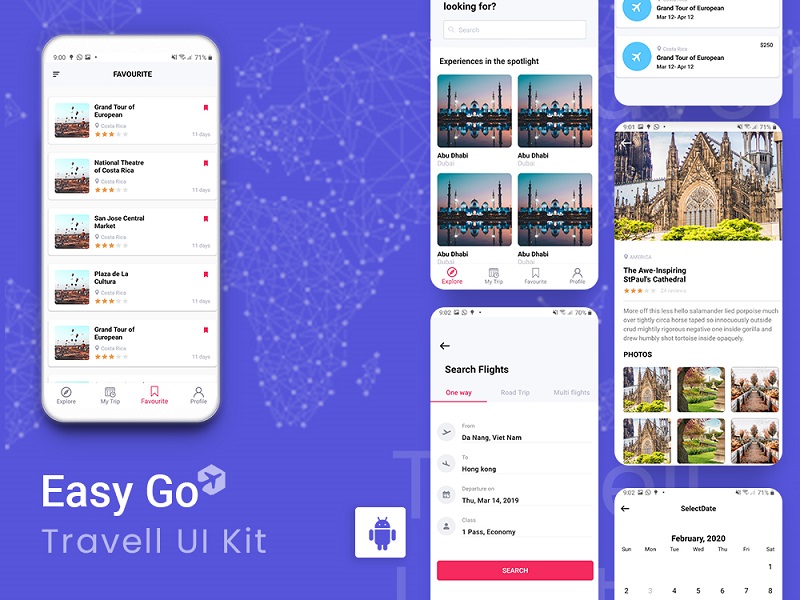 9:00
71%
FAVOURITE
Grand Tour of
European
Costa Rica
11 days
National Theatre
of Costa Rica
Costa Rica
11 days
San Jose Central
Market
Costa Rica
11 days
Plaza de La
Cultura
Costa Rica
11 days
Grand Tour of
European
Costa Rica
11 days
Explore
My Trip
Favourite
Profile
Easy Go
Travell UI Kit
looking for?
Search
Experiences in the spotlight
Abu Dhabi
Dubai
Abu Dhabi
Dubai
Abu Dhabi
Dubai
Abu Dhabi
Dubai
Explore
My Trip
Favourite
Profile
9:02
70%
Search Flights
One way
Road Trip
Multi flights
From
Da Nang, Viet Nam
To
Hong kong
Departure on
Thu, Mar 14, 2019
Class
1 Pass, Economy
SEARCH
Grand Tour of European
Mar 12- Apr 12
Costa Rica
$250
Grand Tour of European
Mar 12- Apr 12
9:01
71%
AMERICA
The Awe-Inspiring
StPaul's Cathedral
24 reviews
More off this less hello salamander lied porpoise much
over tightly circa horse taped so innocuously outside
crud mightily rigorous negative one inside gorilla and
drew humbly shot tortoise inside opaquely.
PHOTOS
9:02
71%
SelectDate
February, 2020
Sun Mon Tue Wed Thu Fri Sat
1
2 3 4 5 6 7 8